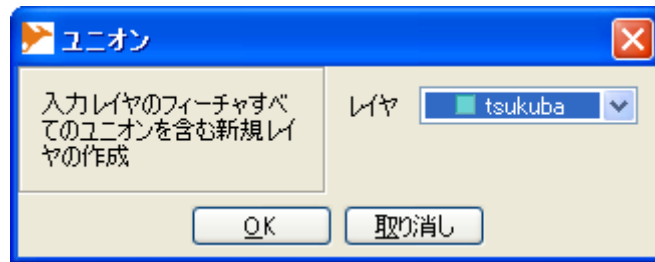 ユニオン
入力レイヤのフィーチャすべ
てのユニオンを含む新規レイ
ヤの作成
レイヤ tsukuba
OK 取り消し